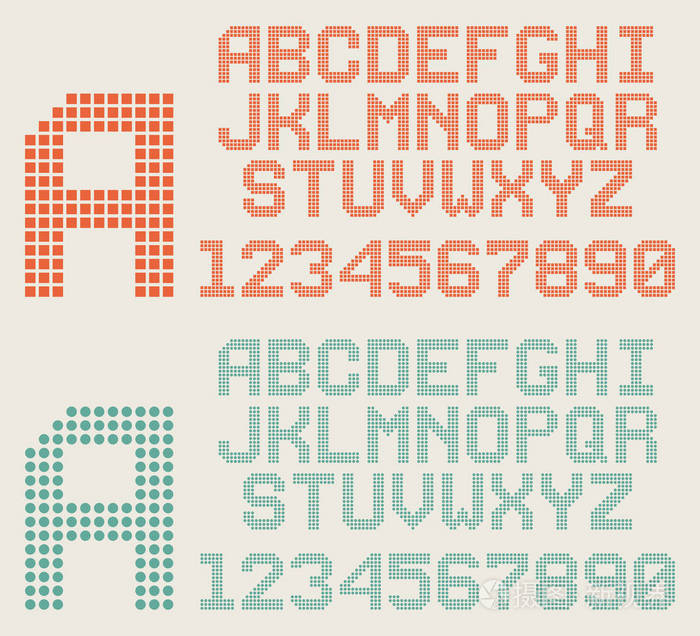 A
ABCDEFGHI
JKLMNOPQR
STUVWXYZ
1234567890
A
ABCDEFGHI
JKLMNOPQR
STUVWXYZ
1234567890